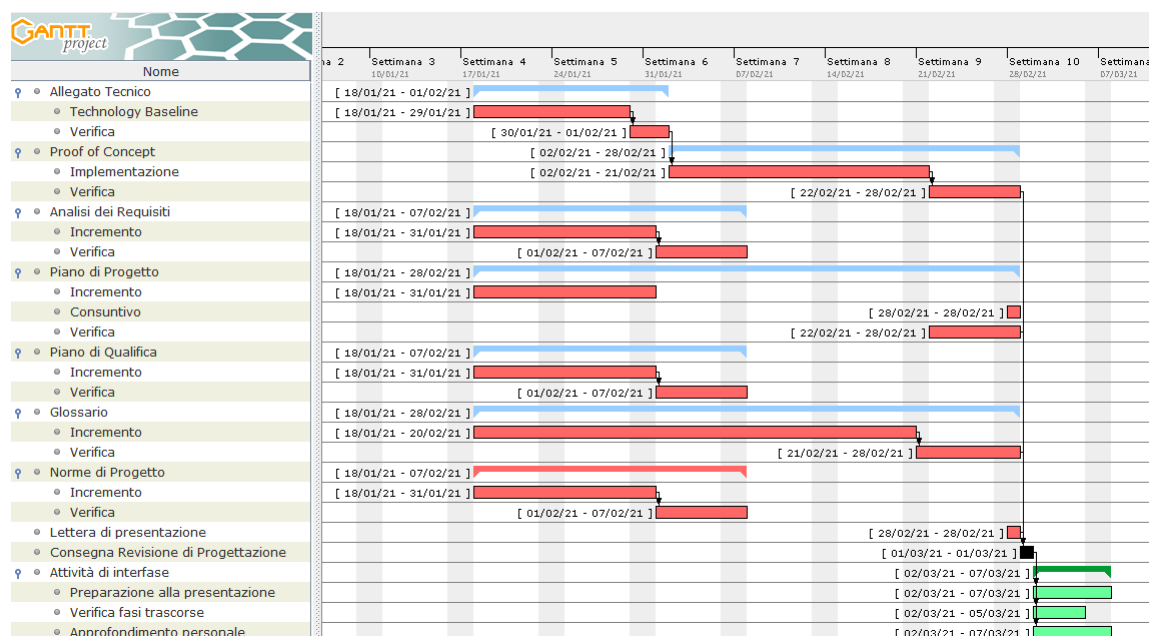 GANTT
project
Nome
na 2 Settimana 3 Settimana 4 Settimana 5 Settimana 6 Settimana 7 Settimana 8 Settimana 9 Settimana 10 Settimana
10/01/21 17/01/21 24/01/21 31/01/21 07/02/21 14/02/21 21/02/21 28/02/21 07/03/21
Allegato Tecnico [ 18/01/21 - 01/02/21 ]
Technology Baseline [ 18/01/21 - 29/01/21 ]
Verifica [ 30/01/21 - 01/02/21 ]
Proof of Concept [ 02/02/21 - 28/02/21 ]
Implementazione [ 02/02/21 - 21/02/21 ]
Verifica [ 22/02/21 - 28/02/21 ]
Analisi dei Requisiti [ 18/01/21 - 07/02/21 ]
Incremento [ 18/01/21 - 31/01/21 ]
Verifica [ 01/02/21 - 07/02/21 ]
Piano di Progetto [ 18/01/21 - 28/02/21 ]
Incremento [ 18/01/21 - 31/01/21 ]
Consuntivo [ 28/02/21 - 28/02/21 ]
Verifica [ 22/02/21 - 28/02/21 ]
Piano di Qualifica [ 18/01/21 - 07/02/21 ]
Incremento [ 18/01/21 - 31/01/21 ]
Verifica [ 01/02/21 - 07/02/21 ]
Glossario [ 18/01/21 - 28/02/21 ]
Incremento [ 18/01/21 - 20/02/21 ]
Verifica [ 21/02/21 - 28/02/21 ]
Norme di Progetto [ 18/01/21 - 07/02/21 ]
Incremento [ 18/01/21 - 31/01/21 ]
Verifica [ 01/02/21 - 07/02/21 ]
Lettera di presentazione [ 28/02/21 - 28/02/21 ]
Consegna Revisione di Progettazione [ 01/03/21 - 01/03/21 ]
Attività di interfase [ 02/03/21 - 07/03/21 ]
Preparazione alla presentazione [ 02/03/21 - 07/03/21 ]
Verifica fasi trascorse [ 02/03/21 - 05/03/21 ]
Approfondimento personale [ 02/03/21 - 07/03/21 ]